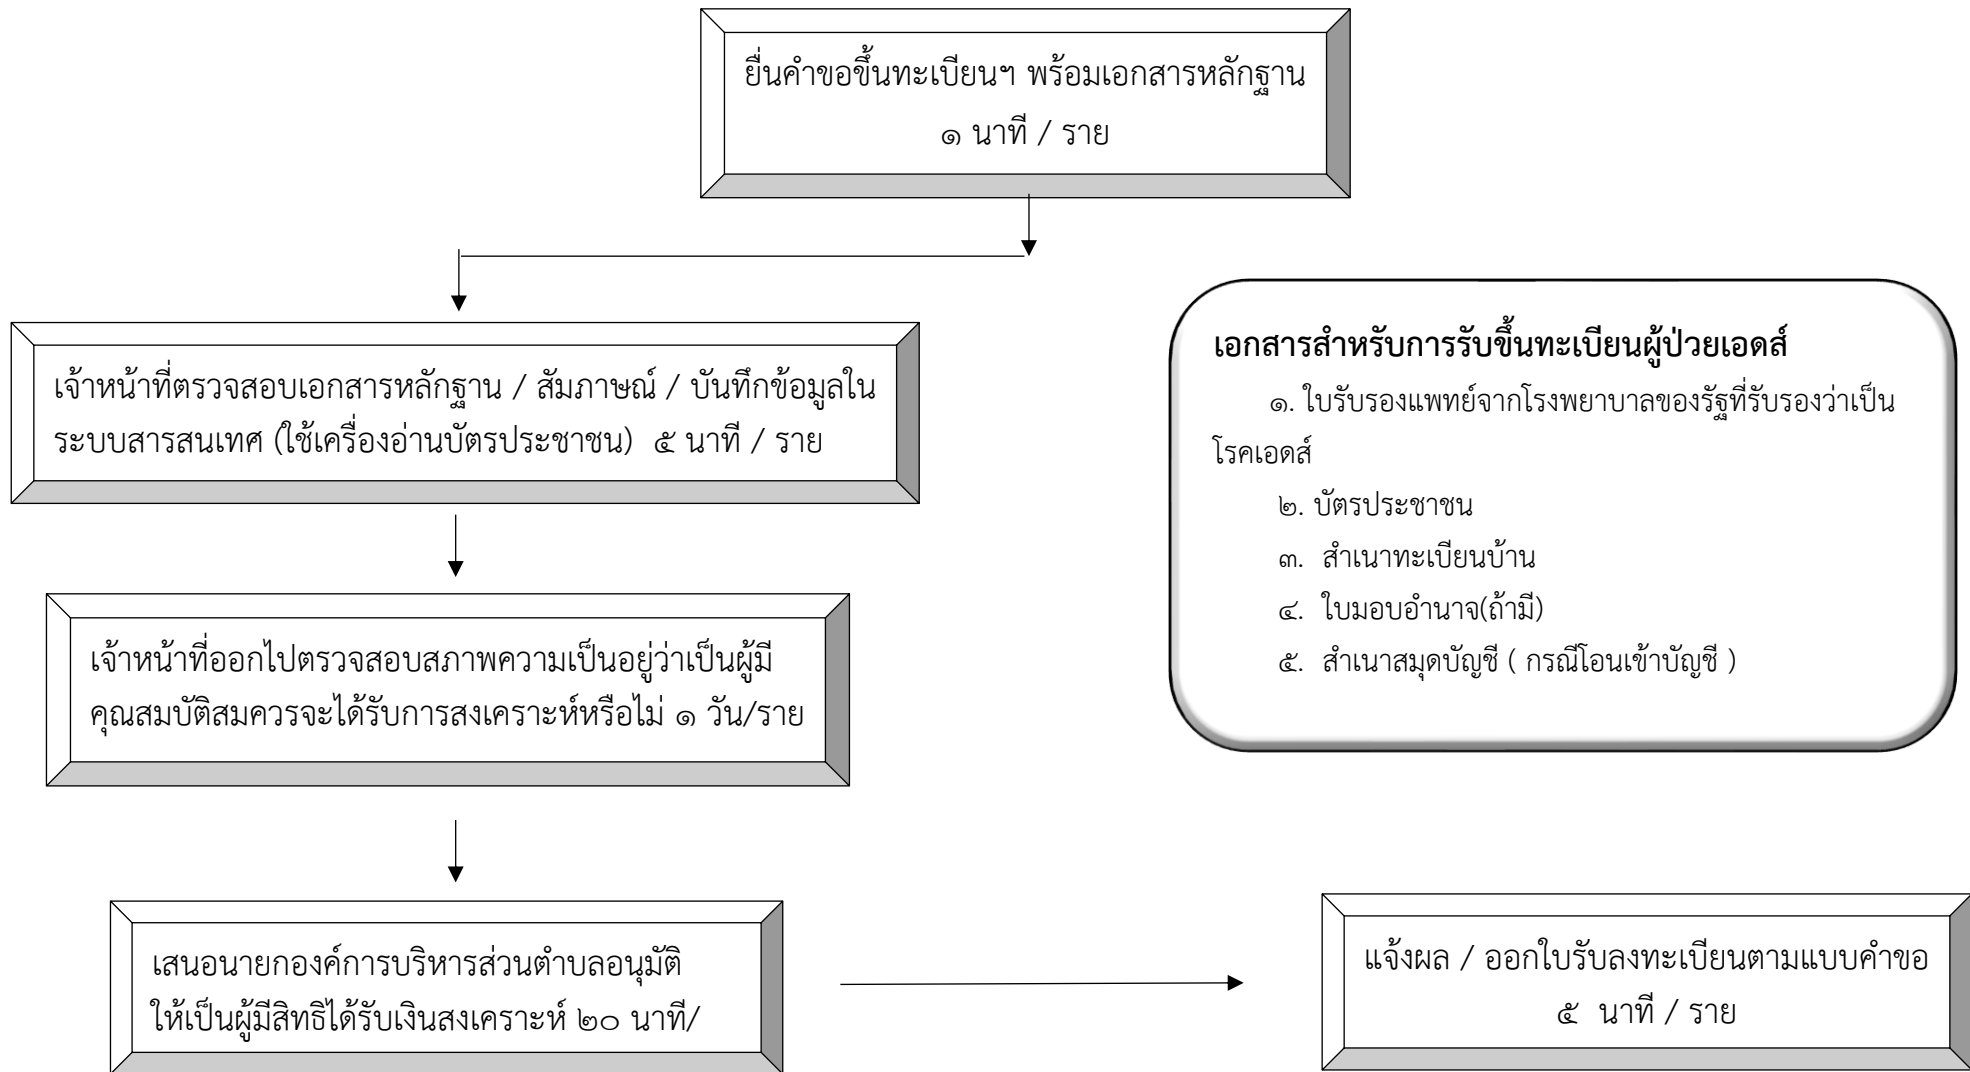 ยื่นคำขอขึ้นทะเบียนฯ พร้อมเอกสารหลักฐาน
๑ นาที / ราย
เจ้าหน้าที่ตรวจสอบเอกสารหลักฐาน / สัมภาษณ์ / บันทึกข้อมูลใน
ระบบสารสนเทศ (ใช้เครื่องอ่านบัตรประชาชน) ๕ นาที / ราย
เอกสารสำหรับการรับขึ้นทะเบียนผู้ป่วยเอดส์
๑. ใบรับรองแพทย์จากโรงพยาบาลของรัฐที่รับรองว่าเป็น
โรคเอดส์
๒. บัตรประชาชน
๓. สำเนาทะเบียนบ้าน
๔. ใบมอบอำนาจ(ถ้ามี)
๕. สำเนาสมุดบัญชี ( กรณีโอนเข้าบัญชี )
เจ้าหน้าที่ออกไปตรวจสอบสภาพความเป็นอยู่ว่าเป็นผู้มี
คุณสมบัติสมควรจะได้รับการสงเคราะห์หรือไม่ ๑ วัน/ราย
เสนอนายกองค์การบริหารส่วนตำบลอนุมัติ
ให้เป็นผู้มีสิทธิได้รับเงินสงเคราะห์ ๒๐ นาที/
แจ้งผล / ออกใบรับลงทะเบียนตามแบบคำขอ
๕ นาที / ราย